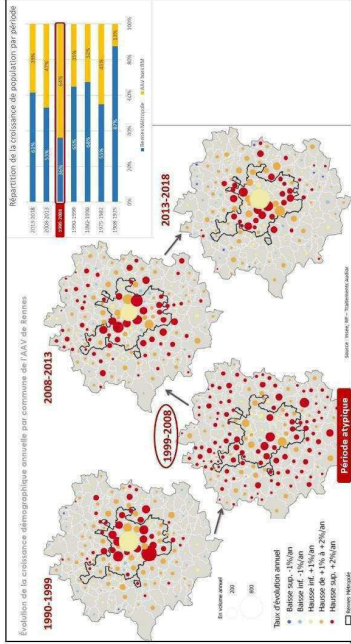 Evolution de la croissance démographique annuelle par commune de l'AAV de Rennes
1990-1999
1999-2008
2008-2013
2013-2018
Période atypique
En volume annuel
200
800
Taux d'évolution annuel
Baisse sup. -1%/an
Baisse inf. -1%/an
Hausse inf. +1%/an
Hausse de +1% à +2%/an
Hausse sup. +2%/an
Rennes Métropole
Répartition de la croissance de population par période
2013-2018
2008-2013
1999-2008
1990-1999
1982-1990
1975-1982
1968-1975
36%
64%
0%
20%
40%
60%
80%
100%
Rennes Métropole
AAV hors RM
Source : Insee, RP – Traitements Audiar